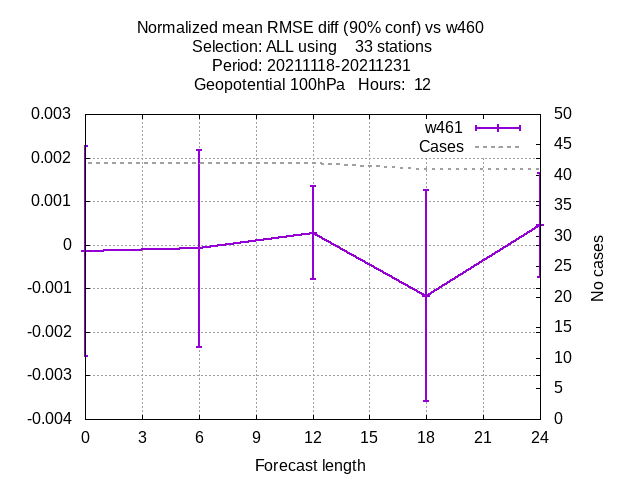 Normalized mean RMSE diff (90% conf) vs w460
Selection: ALL using    33 stations
Period: 20211118-20211231
Geopotential 100hPa   Hours:  12
w461
Cases
0.003
0.002
0.001
0
-0.001
-0.002
-0.003
-0.004
50
45
40
35
30
25
20
15
10
5
0
No cases
0 3 6 9 12 15 18 21 24
Forecast length